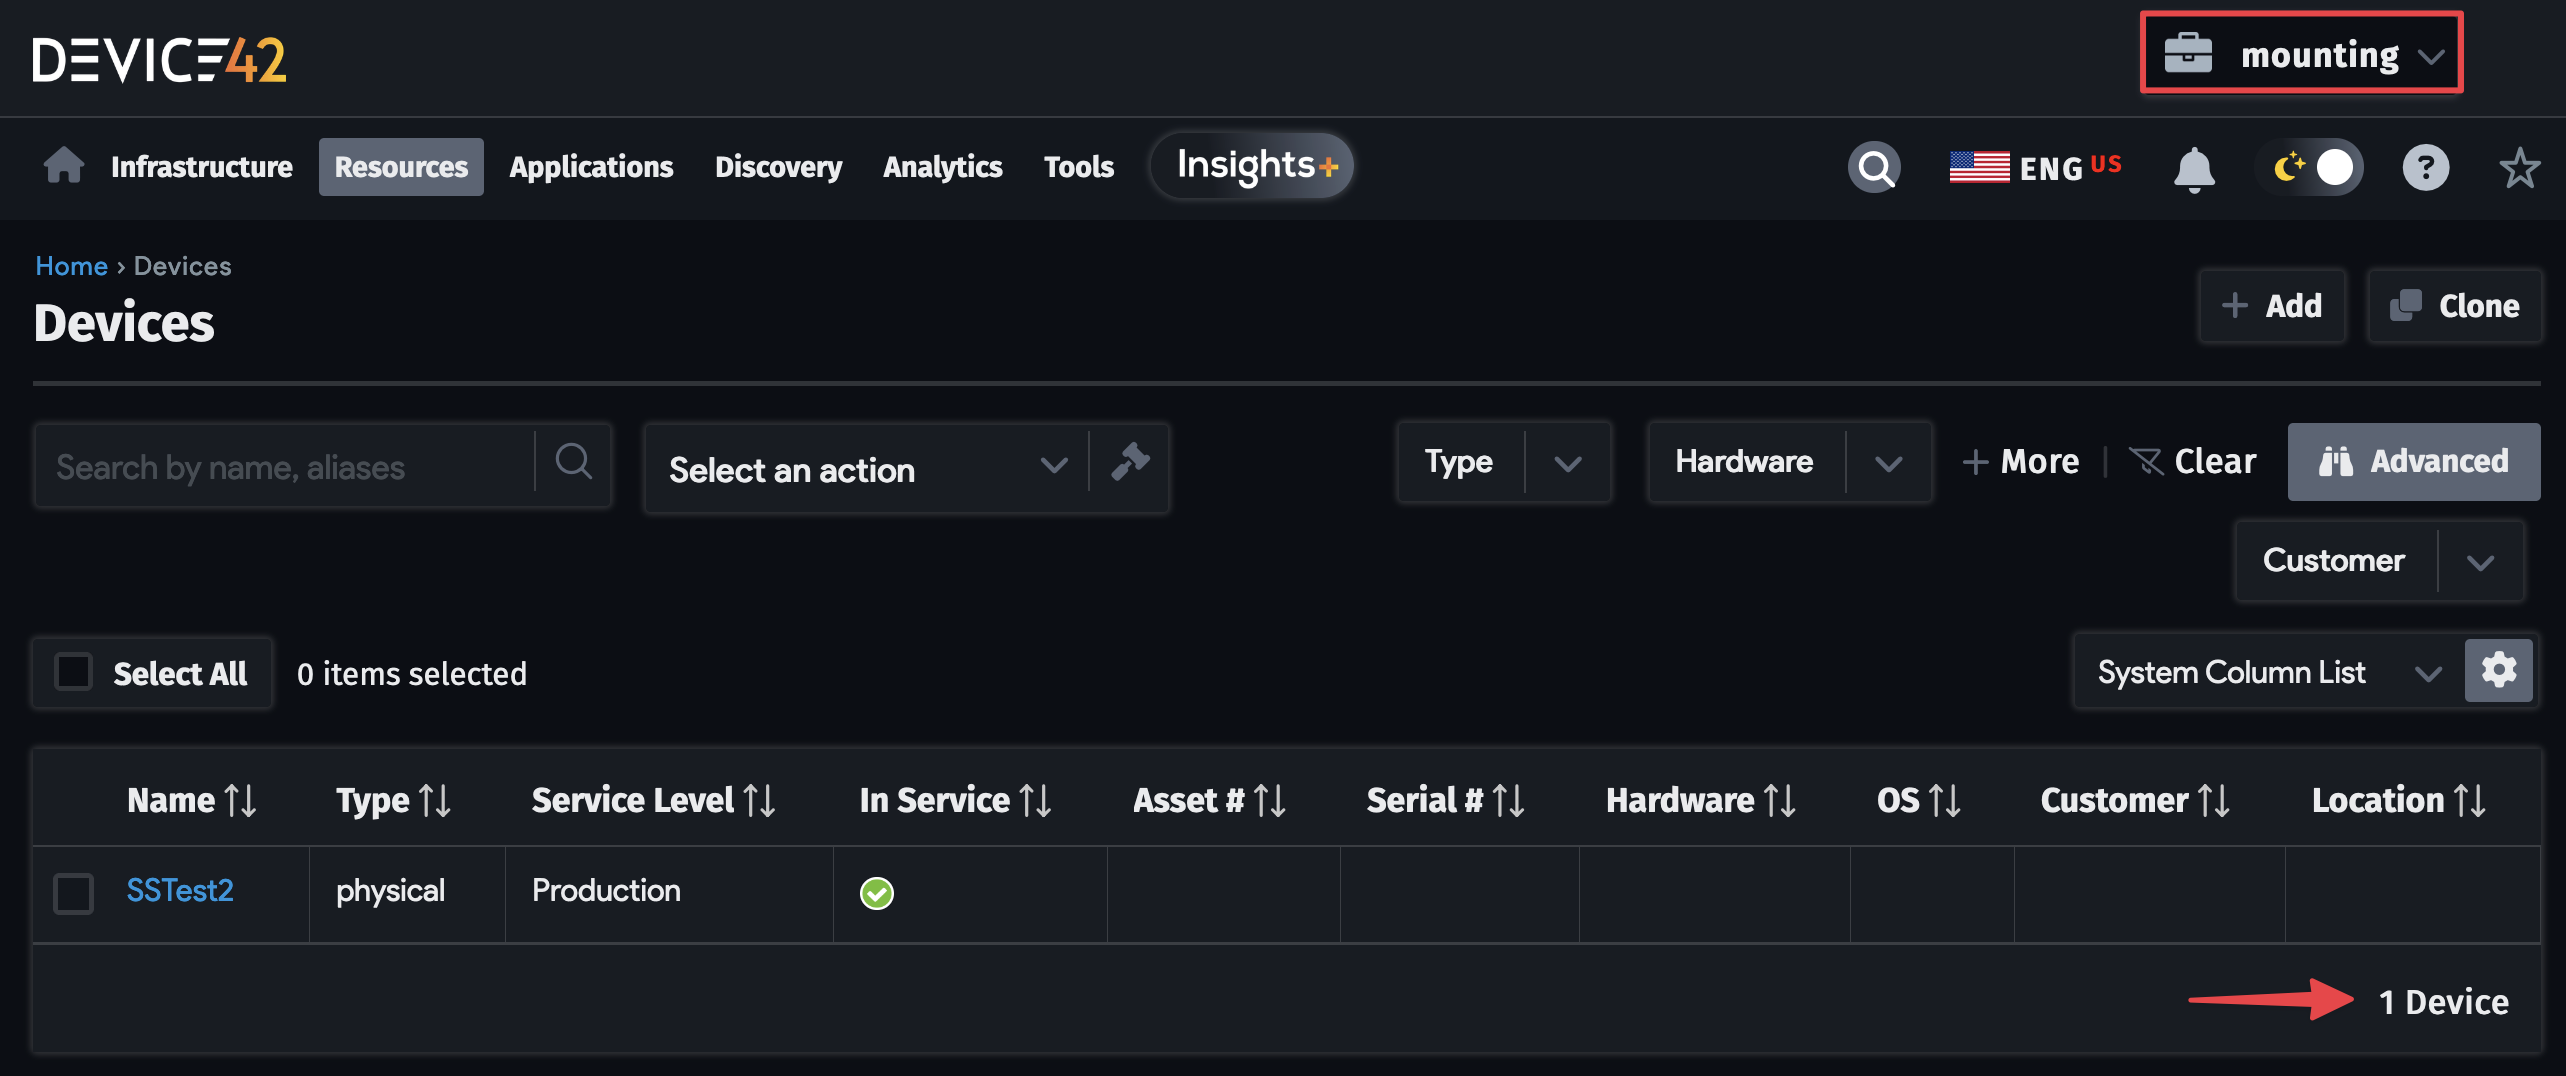 DEVICE42
mounting
Infrastructure Resources Applications Discovery Analytics Tools Insights+ ENG US ?
Home › Devices
Devices
+ Add Clone
Search by name, aliases Select an action Type Hardware + More | Clear Advanced
Customer
Select All 0 items selected System Column List
Name Type Service Level In Service Asset # Serial # Hardware OS Customer Location
SSTest2 physical Production
1 Device